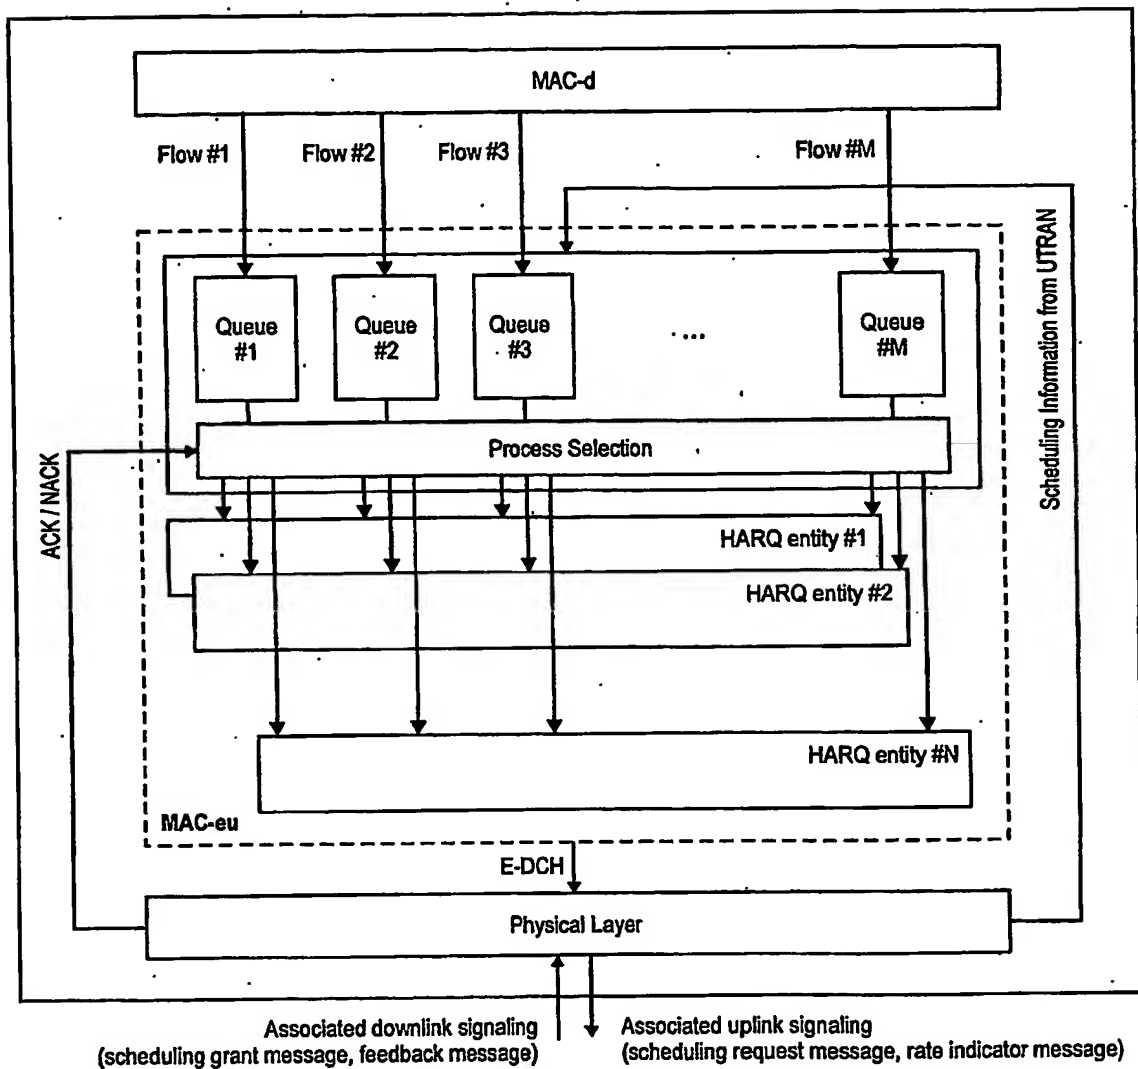 MAC-d
Flow #1
Flow #2
Flow #3
Flow #M
Scheduling Information from UTRAN
Queue
#1
Queue
#2
Queue
#3
...
Queue
#M
Process Selection
ACK / NACK
HARQ entity #1
HARQ entity #2
HARQ entity #N
MAC-eu
E-DCH
Physical Layer
Associated downlink signaling
(scheduling grant message, feedback message)
Associated uplink signaling
(scheduling request message, rate indicator message)